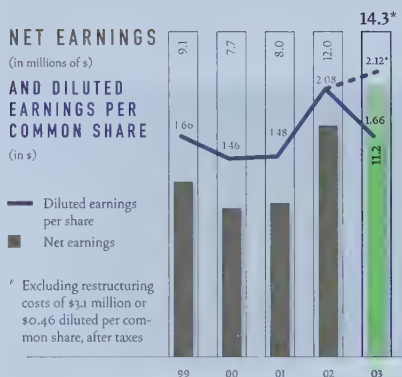 NET EARNINGS
(in millions of $)
AND DILUTED
EARNINGS PER
COMMON SHARE
(in $)
Diluted earnings
per share
Net earnings
* Excluding restructuring
costs of $3.1 million or
$0.46 diluted per com-
mon share, after taxes
14.3*
9.1 7.7 8.0 12.0 2.12*
2.08
1.66 1.46 1.48 1.66
11.2
99 00 01 02 03